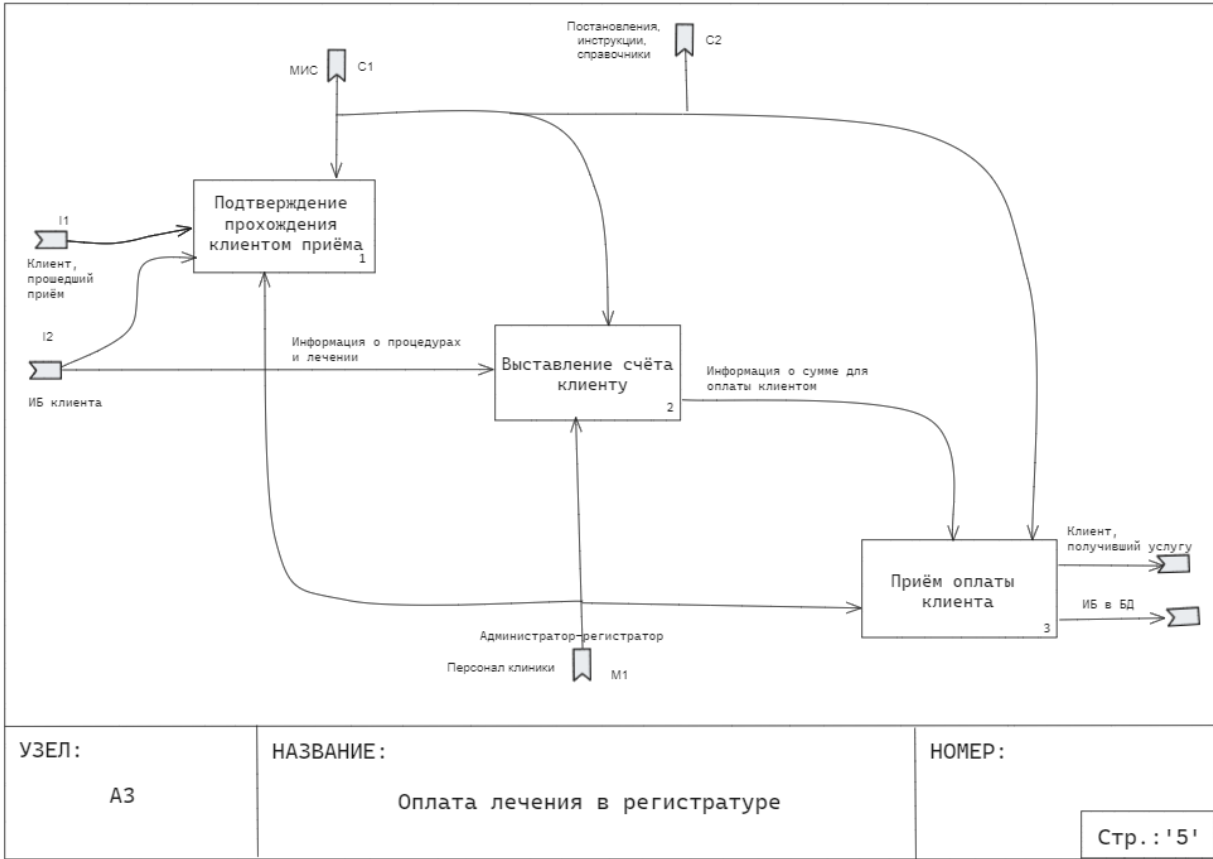 Постановления,
инструкции,
справочники
C2
МИС
C1
Подтверждение
прохождения
клиентом приёма
1
I1
Клиент,
прошедший
приём
I2
ИБ клиента
Информация о процедурах
и лечении
Выставление счёта
клиенту
2
Информация о сумме для
оплаты клиентом
Клиент,
получивший услугу
Приём оплаты
клиента
3
ИБ в БД
Администратор-регистратор
Персонал клиники
M1
УЗЕЛ:
А3
НАЗВАНИЕ:
Оплата лечения в регистратуре
НОМЕР:
Стр.:'5'